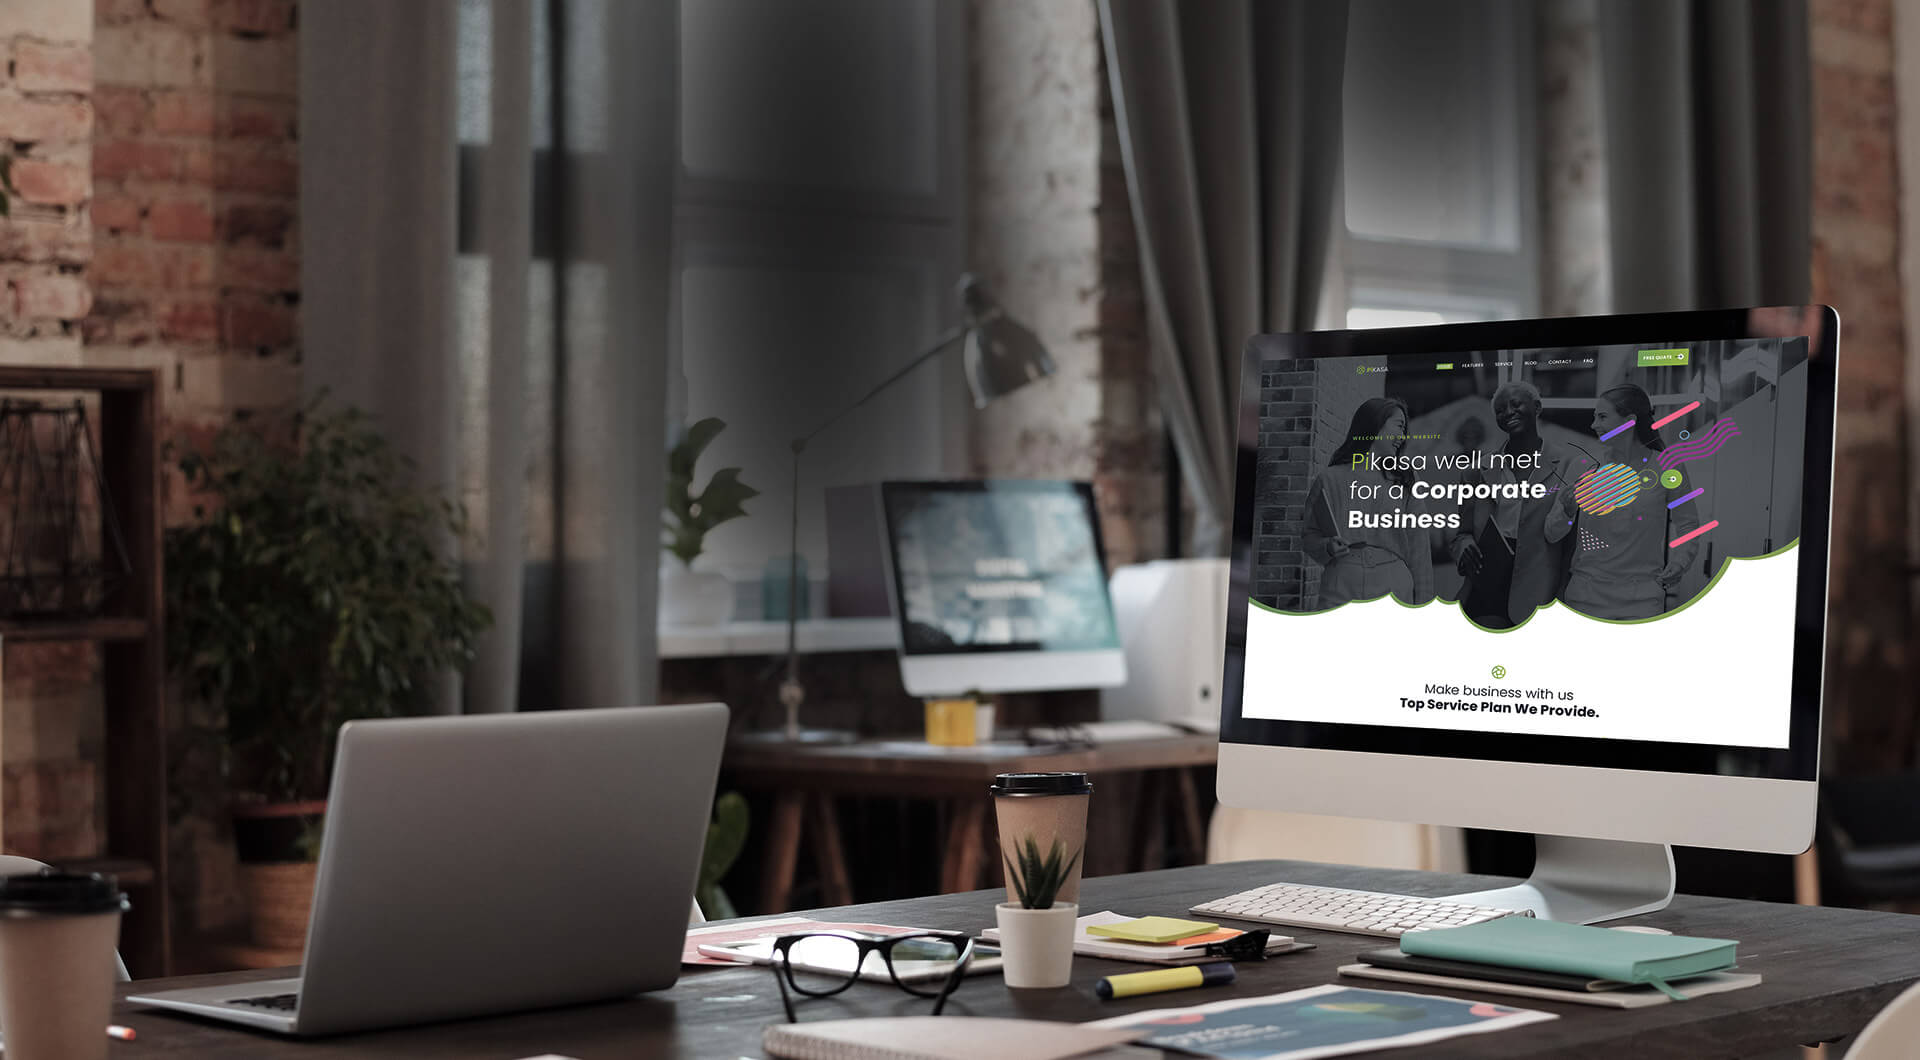 PiKASA
HOME FEATURES SERVICE BLOG CONTACT FAQ FREE QUATE
WELCOME TO OUR WEBSITE
Pikasa well met
for a Corporate
Business
Make business with us
Top Service Plan We Provide.